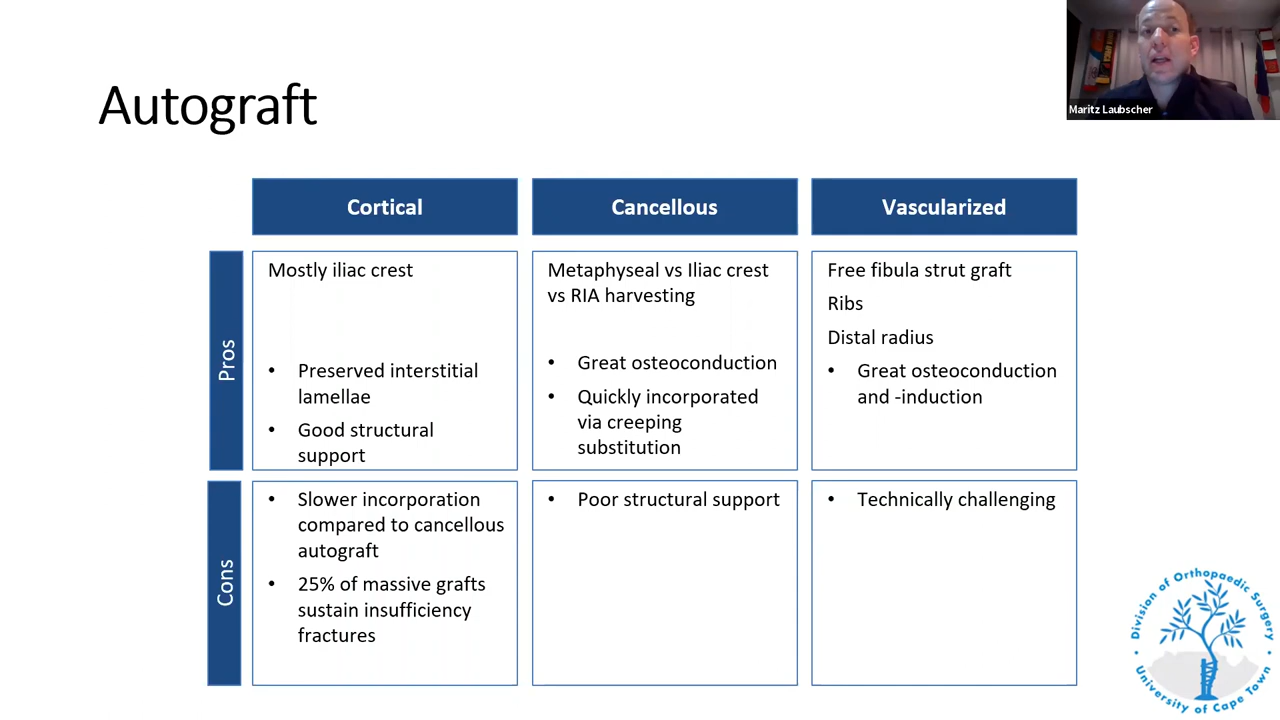 Maritz Laubscher
Autograft
Cortical
Cancellous
Vascularized
Pros
Mostly iliac crest
• Preserved interstitial
lamellae
• Good structural
support
Metaphyseal vs Iliac crest
vs RIA harvesting
• Great osteoconduction
• Quickly incorporated
via creeping
substitution
Free fibula strut graft
Ribs
Distal radius
• Great osteoconduction
and -induction
Cons
• Slower incorporation
compared to cancellous
autograft
• 25% of massive grafts
sustain insufficiency
fractures
• Poor structural support
• Technically challenging
Division of Orthopaedic Surgery
• University of Cape Town •